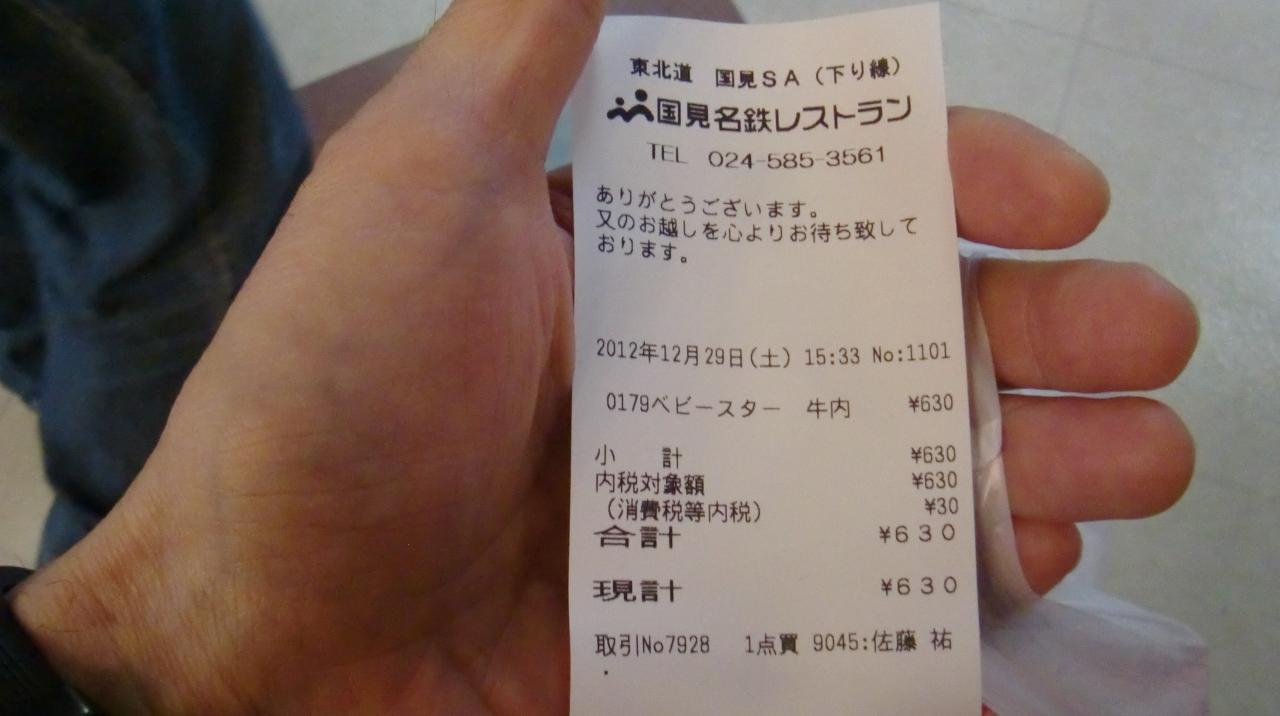 東北道　国見ＳＡ（下り線）
国見名鉄レストラン
TEL 024-585-3561
ありがとうございます。
又のお越しを心よりお待ち致して
おります。
2012年12月29日(土) 15:33 No:1101
0179ベビースター　牛内　¥630
小　計　¥630
内税対象額　¥630
（消費税等内税）　¥30
合計　¥６３０
現計　¥６３０
取引No7928　1点買 9045:佐藤 祐